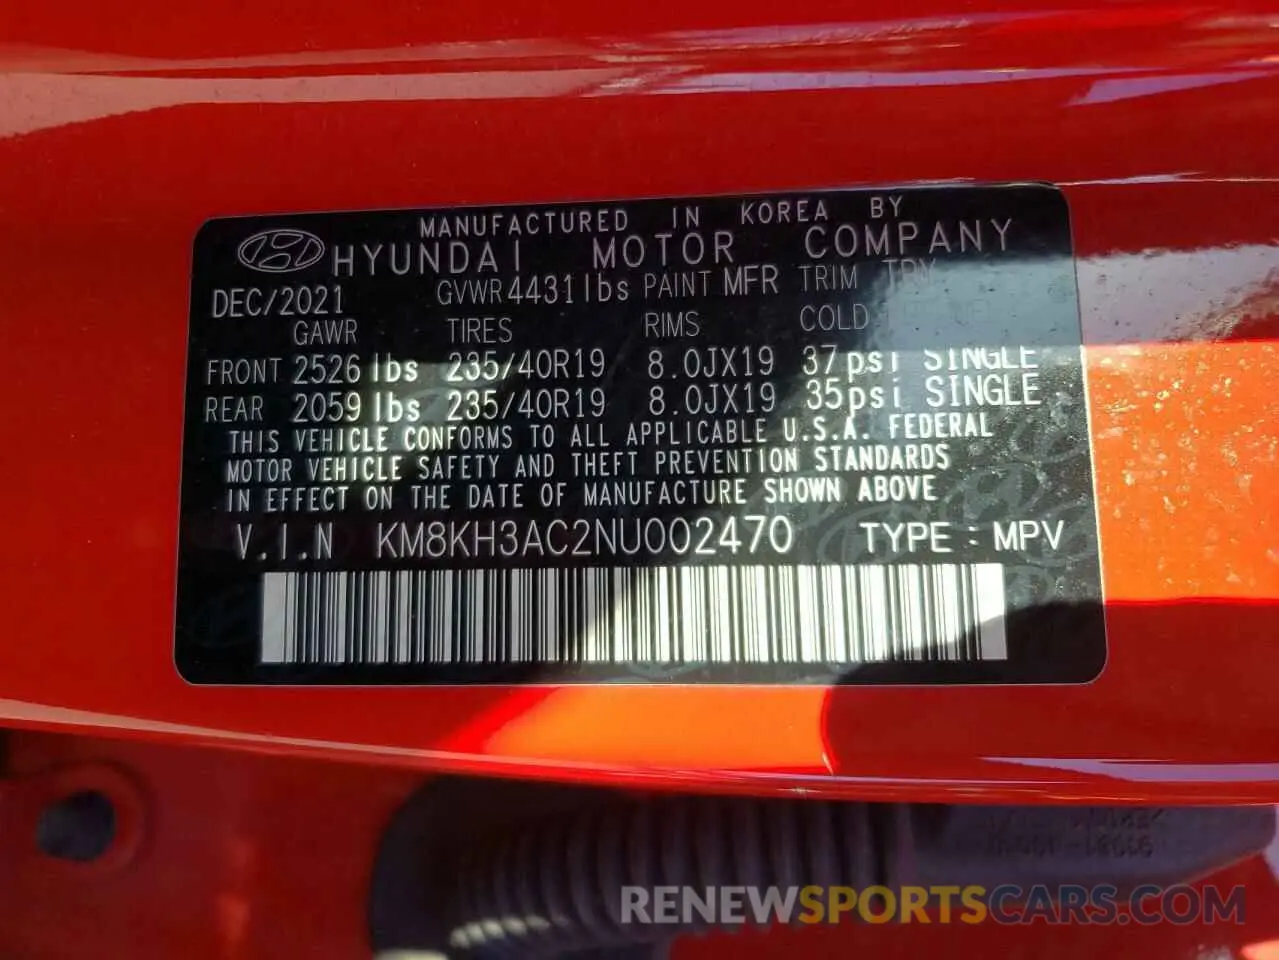 MANUFACTURED IN KOREA BY
HYUNDAI MOTOR COMPANY
DEC/2021 GVWR 4431lbs PAINT MFR TRIM TRY
GAWR TIRES RIMS COLD
FRONT 2526lbs 235/40R19 8.0JX19 37psi SINGLE
REAR 2059lbs 235/40R19 8.0JX19 35psi SINGLE
THIS VEHICLE CONFORMS TO ALL APPLICABLE U.S.A. FEDERAL
MOTOR VEHICLE SAFETY AND THEFT PREVENTION STANDARDS
IN EFFECT ON THE DATE OF MANUFACTURE SHOWN ABOVE
V.I.N KM8KH3AC2NU002470 TYPE : MPV
RENEWSPORTSCARS.COM